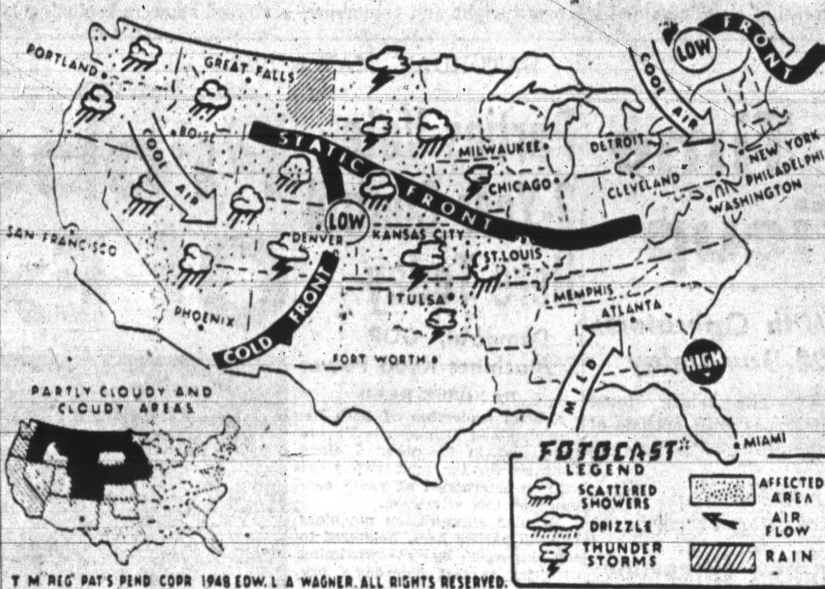 FRONT
LOW
COOL AIR
PORTLAND
GREAT FALLS
BOISE
COOL AIR
STATIC FRONT
MILWAUKEE
DETROIT
NEW YORK
CHICAGO
CLEVELAND
PHILADELPHI
WASHINGTON
SAN FRANCISCO
LOW
DENVER
KANSAS CITY
ST. LOUIS
PHOENIX
COLD FRONT
TULSA
MEMPHIS
ATLANTA
FORT WORTH
MILD
HIGH
MIAMI
PARTLY CLOUDY AND
CLOUDY AREAS
FOTOCAST
LEGEND
SCATTERED
SHOWERS
AFFECTED
AREA
DRIZZLE
AIR
FLOW
THUNDER
STORMS
RAIN
T M REG PAT'S PEND COPR 1948 EDW. L A WAGNER. ALL RIGHTS RESERVED.